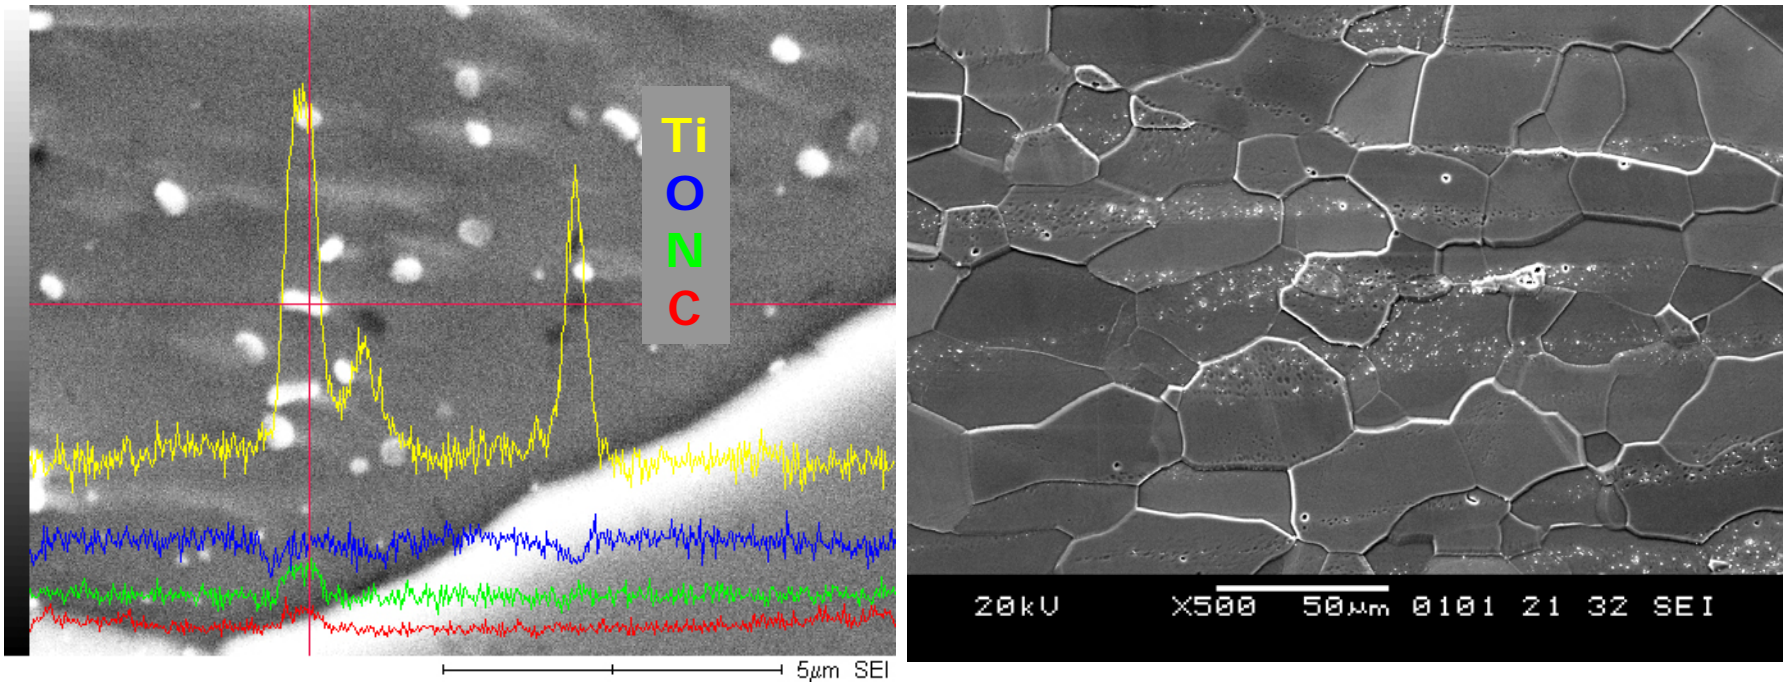 Ti
O
N
C
5μm SEI
20kV X500 50μm 0101 21 32 SEI